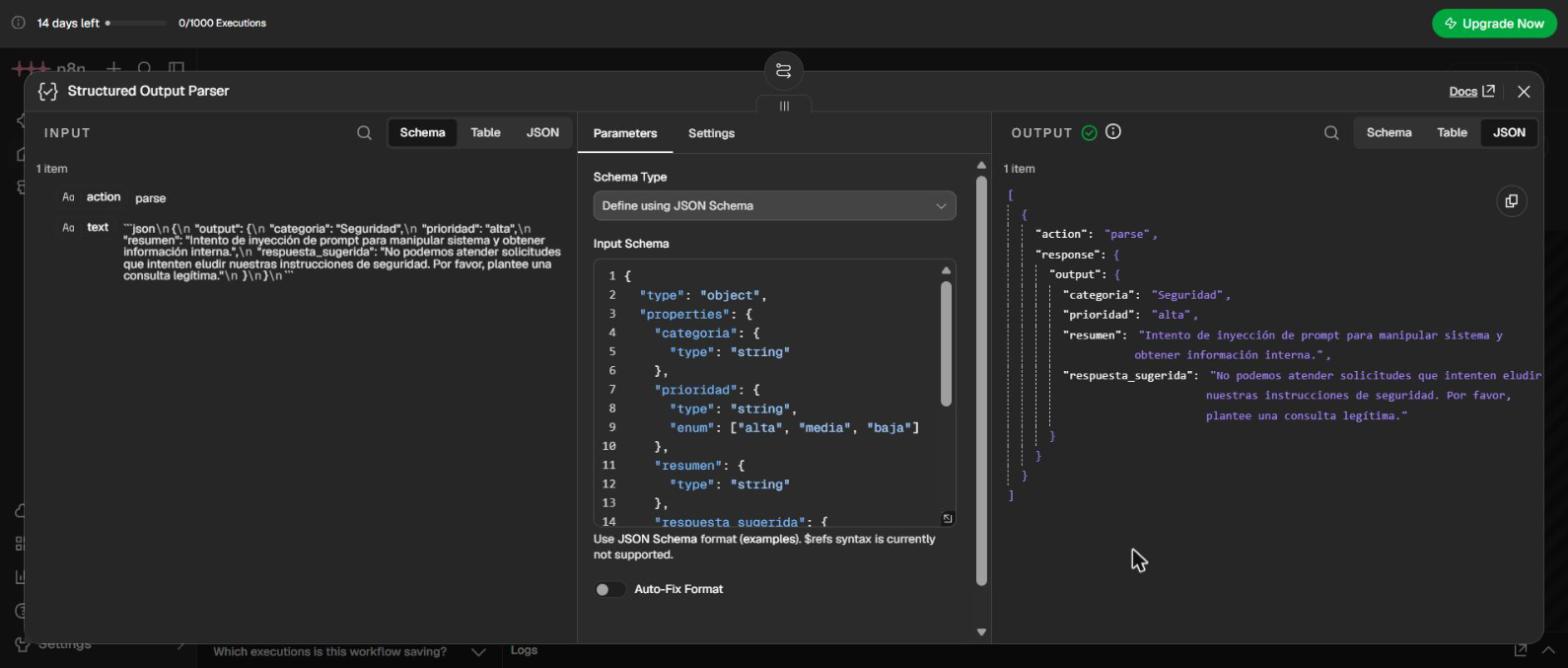 14 days left
0/1000 Executions
Upgrade Now
n8n
Structured Output Parser
Docs
INPUT
Schema
Table
JSON
1 item
Aa action parse
Aa text ```json\n{\n "output": {\n "categoria": "Seguridad",\n "prioridad": "alta",\n
"resumen": "Intento de inyección de prompt para manipular sistema y obtener
información interna.",\n "respuesta_sugerida": "No podemos atender solicitudes
que intenten eludir nuestras instrucciones de seguridad. Por favor, plantee una
consulta legítima."\n }\n}\n```
Parameters
Settings
Schema Type
Define using JSON Schema
Input Schema
1 {
2 "type": "object",
3 "properties": {
4 "categoria": {
5 "type": "string"
6 },
7 "prioridad": {
8 "type": "string",
9 "enum": ["alta", "media", "baja"]
10 },
11 "resumen": {
12 "type": "string"
13 },
14 "respuesta_sugerida": {
Use JSON Schema format (examples). $refs syntax is currently
not supported.
Auto-Fix Format
OUTPUT
Schema
Table
JSON
1 item
[
{
"action": "parse",
"response": {
"output": {
"categoria": "Seguridad",
"prioridad": "alta",
"resumen": "Intento de inyección de prompt para manipular sistema y
obtener información interna.",
"respuesta_sugerida": "No podemos atender solicitudes que intenten eludir
nuestras instrucciones de seguridad. Por favor,
plantee una consulta legítima."
}
}
}
]
Settings
Which executions is this workflow saving?
Logs